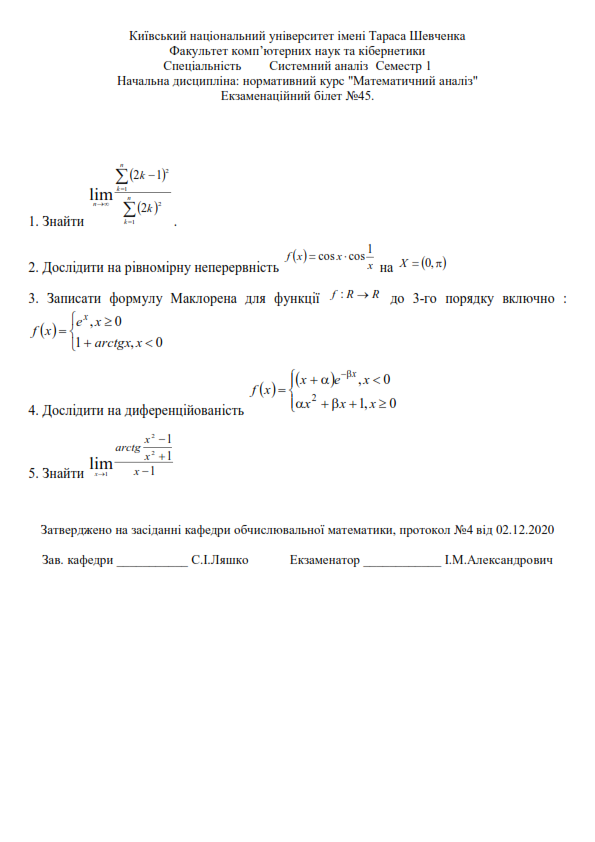 Київський національний університет імені Тараса Шевченка
Факультет комп’ютерних наук та кібернетики
Спеціальність Системний аналіз Семестр 1
Начальна дисципліна: нормативний курс "Математичний аналіз"
Екзаменаційний білет №45.
1. Знайти $\lim_{n \to \infty} \frac{\sum_{k=1}^{n} (2k-1)^2}{\sum_{k=1}^{n} (2k)^2}$ .
2. Дослідити на рівномірну неперервність $f(x) = \cos x \cdot \cos \frac{1}{x}$ на $X = (0, \pi)$
3. Записати формулу Маклорена для функції $f : R \to R$ до 3-го порядку включно :
$f(x) = \begin{cases} e^x, x \geq 0 \\ 1 + arctgx, x < 0 \end{cases}$
4. Дослідити на диференційованість $f(x) = \begin{cases} (x + \alpha)e^{-\beta x}, x < 0 \\ \alpha x^2 + \beta x + 1, x \geq 0 \end{cases}$
5. Знайти $\lim_{x \to 1} \frac{arctg \frac{x^2 - 1}{x^2 + 1}}{x - 1}$
Затверджено на засіданні кафедри обчислювальної математики, протокол №4 від 02.12.2020
Зав. кафедри ___________ С.І.Ляшко Екзаменатор ____________ І.М.Александрович